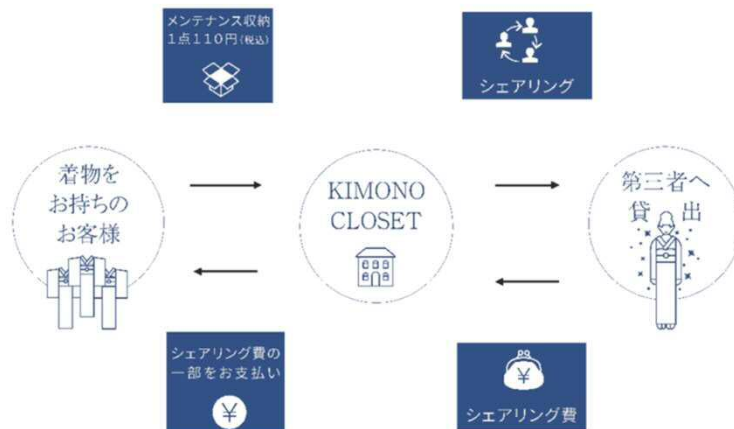 メンテナンス収納
1点110円(税込)
シェアリング
着物を
お持ちの
お客様
KIMONO
CLOSET
第三者へ
貸 出
シェアリング費の
一部をお支払い
¥
¥
シェアリング費